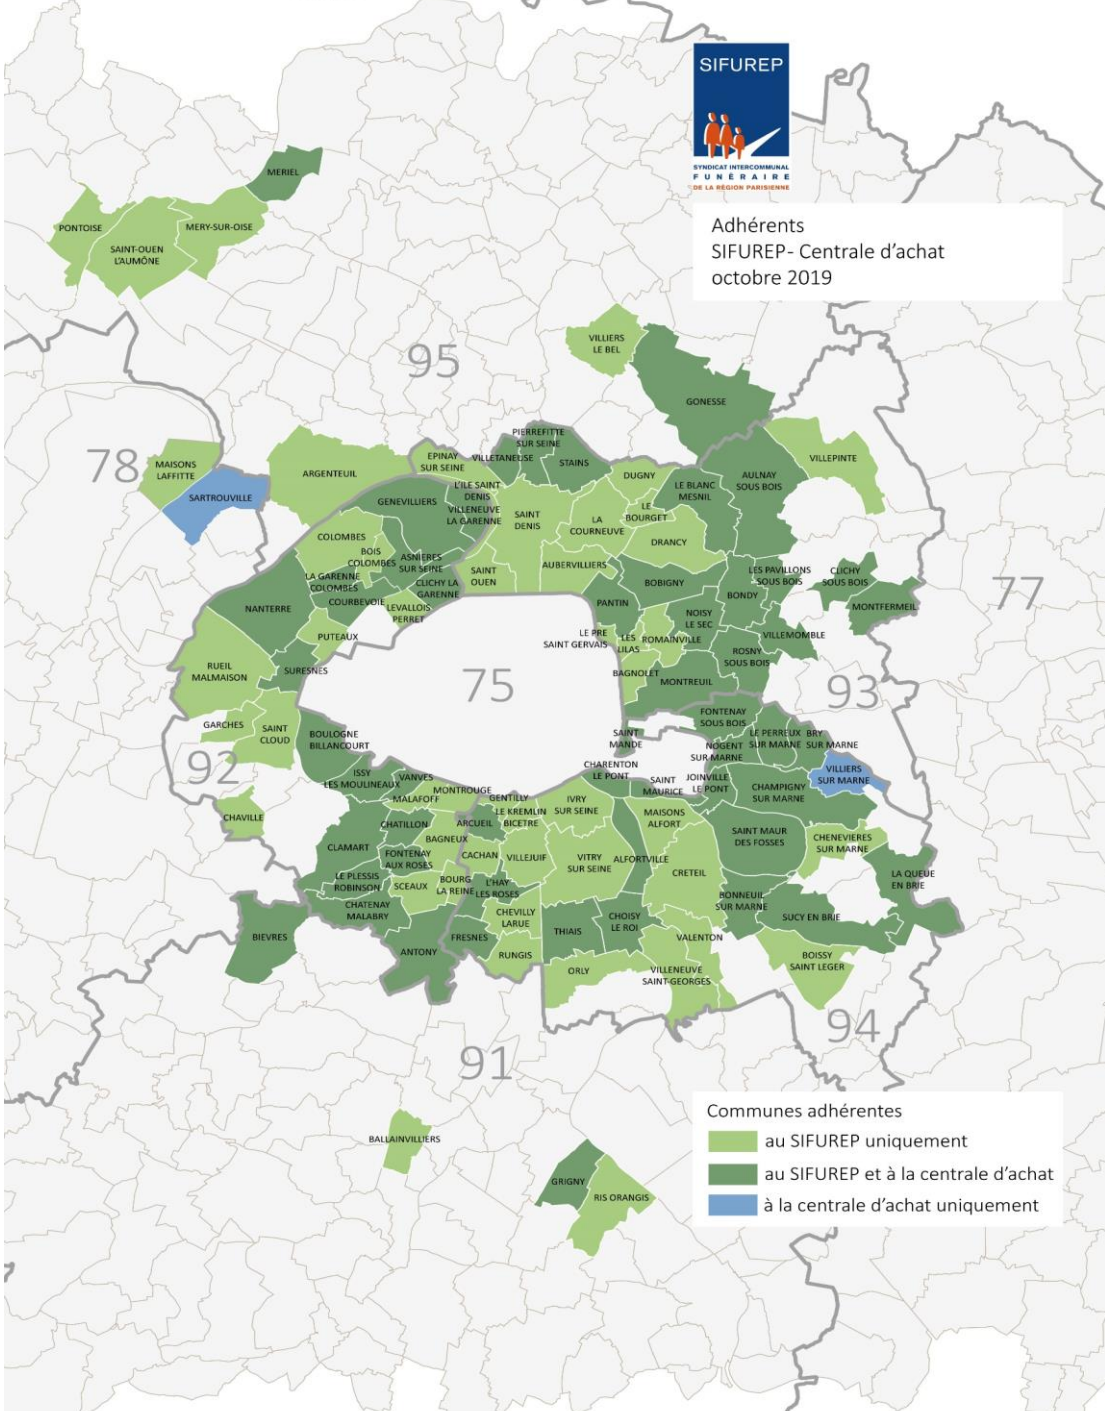 SIFUREP
SYNDICAT INTERCOMMUNAL
FUNÉRAIRE
DE LA RÉGION PARISIENNE
Adhérents
SIFUREP- Centrale d'achat
octobre 2019
MERIEL
PONTOISE
MERY-SUR-OISE
SAINT-OUEN
L'AUMÔNE
95
VILLIERS
LE BEL
GONESSE
78
MAISONS
LAFFITTE
SARTROUVILLE
ARGENTEUIL
EPINAY
SUR SEINE
VILLETANEUSE
PIERREFITTE
SUR SEINE
STAINS
DUGNY
LE BLANC
MESNIL
AULNAY
SOUS BOIS
VILLEPINTE
GENEVILLIERS
L'ILE SAINT
DENIS
VILLENEUVE
LA GARENNE
SAINT
DENIS
LA
COURNEUVE
LE
BOURGET
DRANCY
COLOMBES
BOIS
COLOMBES
ASNIERES
SUR SEINE
SAINT
OUEN
AUBERVILLIERS
LA GARENNE
COLOMBES
CLICHY LA
GARENNE
COURBEVOIE
LEVALLOIS
PERRET
NANTERRE
PUTEAUX
BOBIGNY
LES PAVILLONS
SOUS BOIS
CLICHY
SOUS BOIS
MONTFERMEIL
77
PANTIN
BONDY
NOISY
LE SEC
LE PRE
SAINT GERVAIS
LES
LILAS
ROMAINVILLE
VILLEMOMBLE
ROSNY
SOUS BOIS
BAGNOLET
MONTREUIL
93
RUEIL
MALMAISON
SURESNES
75
GARCHES
SAINT
CLOUD
BOULOGNE
BILLANCOURT
92
FONTENAY
SOUS BOIS
SAINT
MANDE
NOGENT
SUR MARNE
LE PERREUX
SUR MARNE
BRY
SUR MARNE
VILLIERS
SUR MARNE
CHARENTON
LE PONT
SAINT
MAURICE
JOINVILLE
LE PONT
CHAMPIGNY
SUR MARNE
ISSY
LES MOULINEAUX
VANVES
MALAFOFF
MONTROUGE
GENTILLY
LE KREMLIN
BICETRE
IVRY
SUR SEINE
MAISONS
ALFORT
CHAVILLE
CHATILLON
ARCUEIL
BAGNEUX
CLAMART
FONTENAY
AUX ROSES
CACHAN
VILLEJUIF
VITRY
SUR SEINE
ALFORTVILLE
CRETEIL
SAINT MAUR
DES FOSSES
CHENEVIERES
SUR MARNE
LA QUEUE
EN BRIE
LE PLESSIS
ROBINSON
SCEAUX
BOURG
LA REINE
L'HAY
LES ROSES
BONNEUIL
SUR MARNE
SUCY EN BRIE
CHATENAY
MALABRY
CHEVILLY
LARUE
THIAIS
CHOISY
LE ROI
BIEVRES
ANTONY
FRESNES
RUNGIS
VALENTON
BOISSY
SAINT LEGER
ORLY
VILLENEUVE
SAINT-GEORGES
94
91
BALLAINVILLIERS
GRIGNY
RIS ORANGIS
Communes adhérentes
au SIFUREP uniquement
au SIFUREP et à la centrale d'achat
à la centrale d'achat uniquement